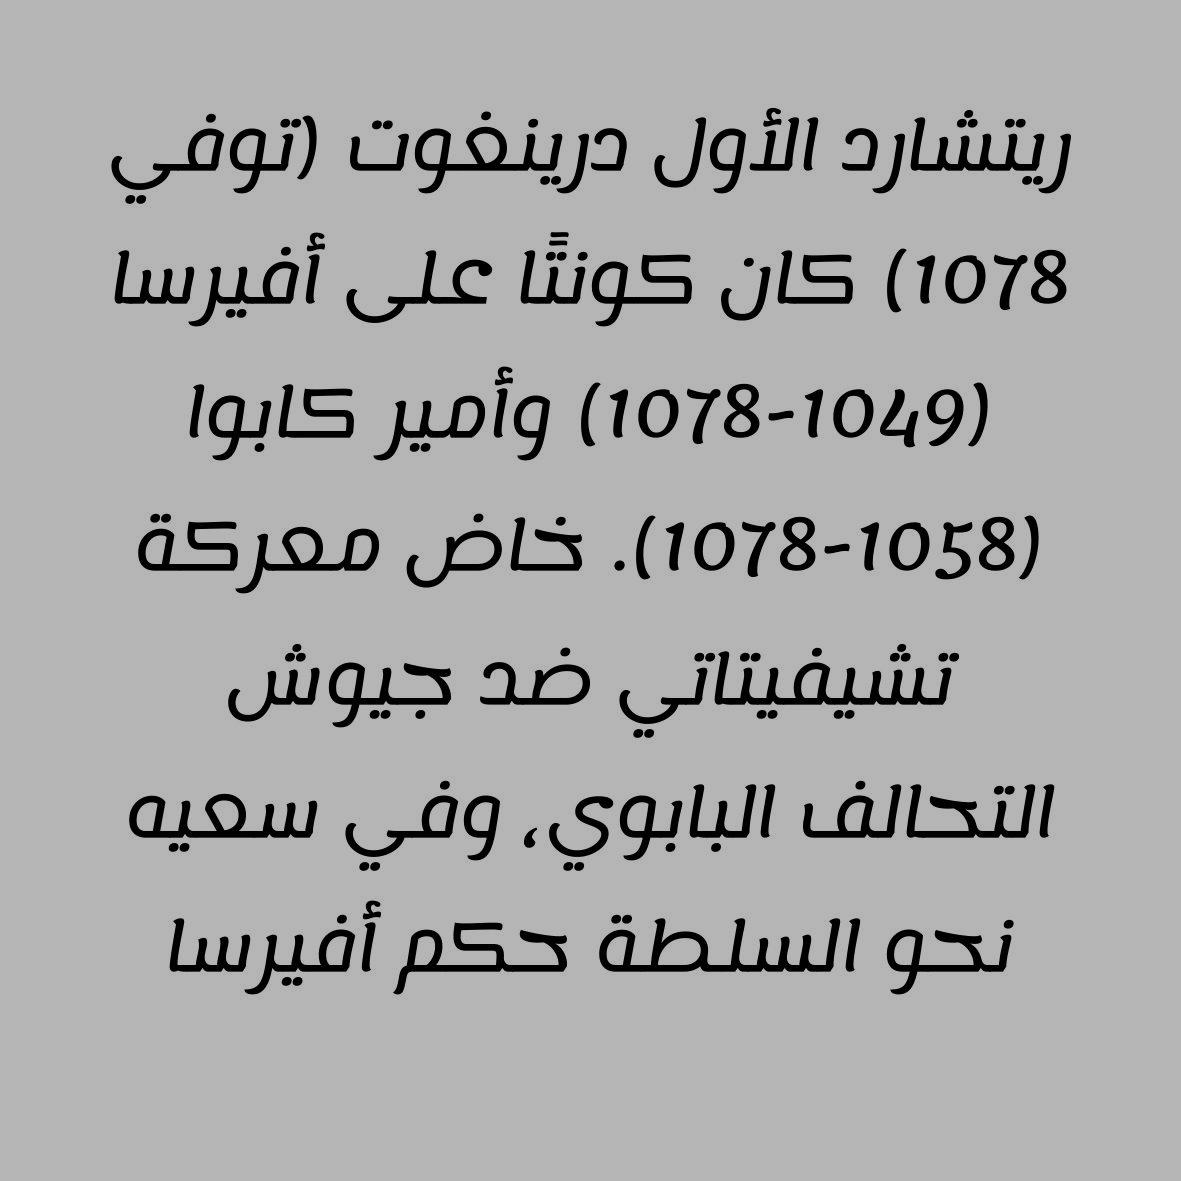 ريتشارد الأول درينغوت (توفي
1078) كان كونتًا على أفيرسا
(1049-1078) وأمير كابوا
(1058-1078). خاض معركة
تشيفيتاتي ضد جيوش
التحالف البابوي، وفي سعيه
نحو السلطة حكم أفيرسا